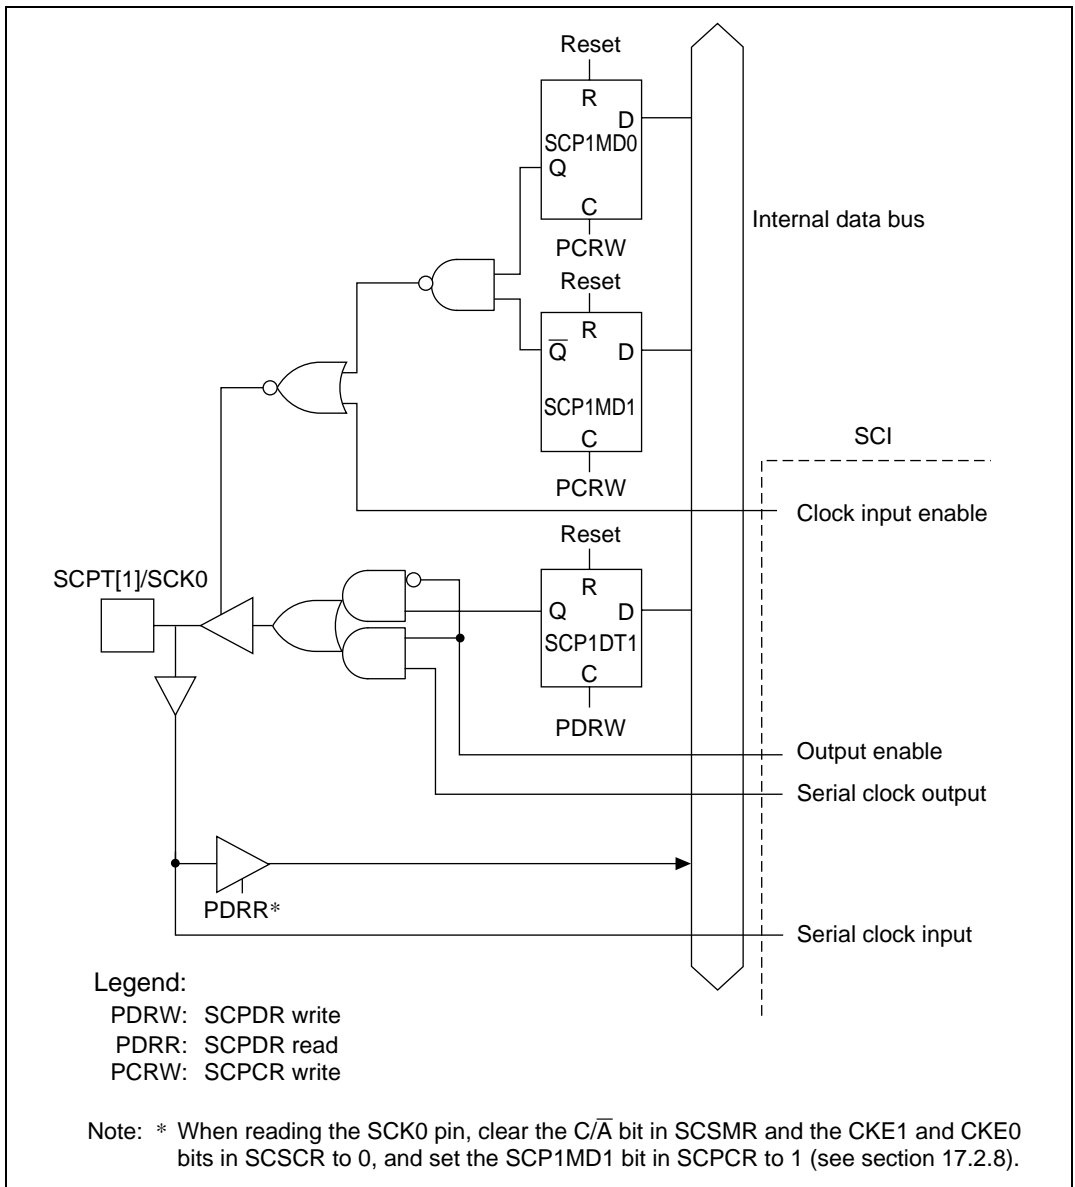 Reset
R
D
SCP1MD0
Q
C
PCRW
Internal data bus
Reset
R
Q̅
D
SCP1MD1
C
PCRW
SCI
Clock input enable
Reset
SCPT[1]/SCK0
R
Q
D
SCP1DT1
C
PDRW
Output enable
Serial clock output
PDRR*
Serial clock input
Legend:
PDRW: SCPDR write
PDRR: SCPDR read
PCRW: SCPCR write
Note: * When reading the SCK0 pin, clear the C/A̅ bit in SCSMR and the CKE1 and CKE0
bits in SCSCR to 0, and set the SCP1MD1 bit in SCPCR to 1 (see section 17.2.8).